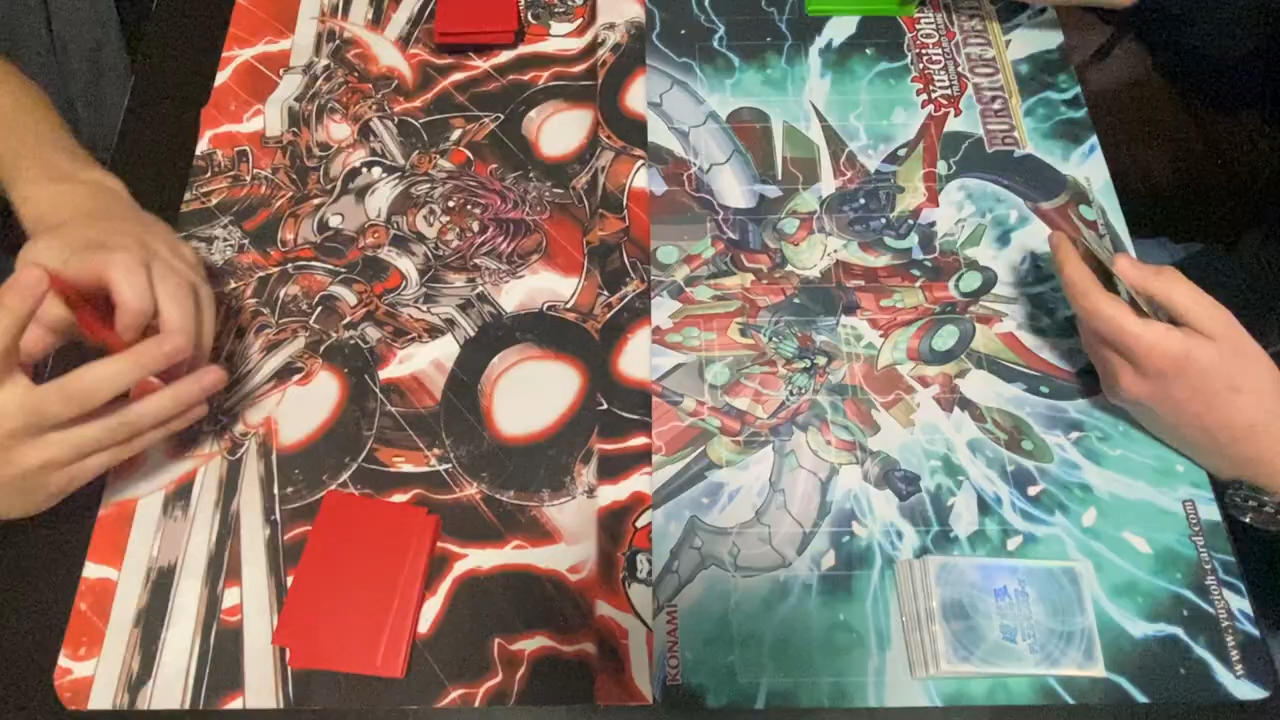 Yu-Gi-Oh!
TRADING CARD GAME
BURST OF DESTINY
KONAMI
www.yugioh-card.com